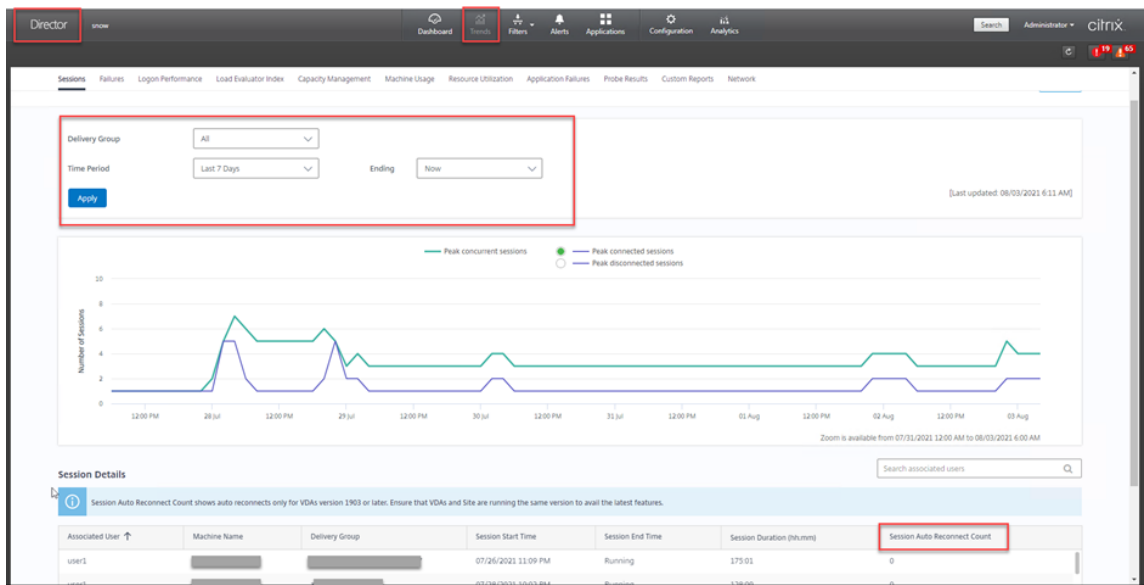 Director snow Dashboard Trends Filters Alerts Applications Configuration Analytics Search Administrator citrix
19 65
Sessions Failures Logon Performance Load Evaluator Index Capacity Management Machine Usage Resource Utilization Application Failures Probe Results Custom Reports Network
Delivery Group All
Time Period Last 7 Days Ending Now
Apply
[Last updated: 08/03/2021 6:11 AM]
Peak concurrent sessions Peak connected sessions
Peak disconnected sessions
10
8
6
4
2
0
Number of Sessions
12:00 PM 28 Jul 12:00 PM 29 Jul 12:00 PM 30 Jul 12:00 PM 31 Jul 12:00 PM 01 Aug 12:00 PM 02 Aug 12:00 PM 03 Aug
Zoom is available from 07/31/2021 12:00 AM to 08/03/2021 6:00 AM
Session Details Search associated users
Session Auto Reconnect Count shows auto reconnects only for VDAs version 1903 or later. Ensure that VDAs and Site are running the same version to avail the latest features.
Associated User Machine Name Delivery Group Session Start Time Session End Time Session Duration (hh:mm) Session Auto Reconnect Count
user1 07/26/2021 11:09 PM Running 175:01 0